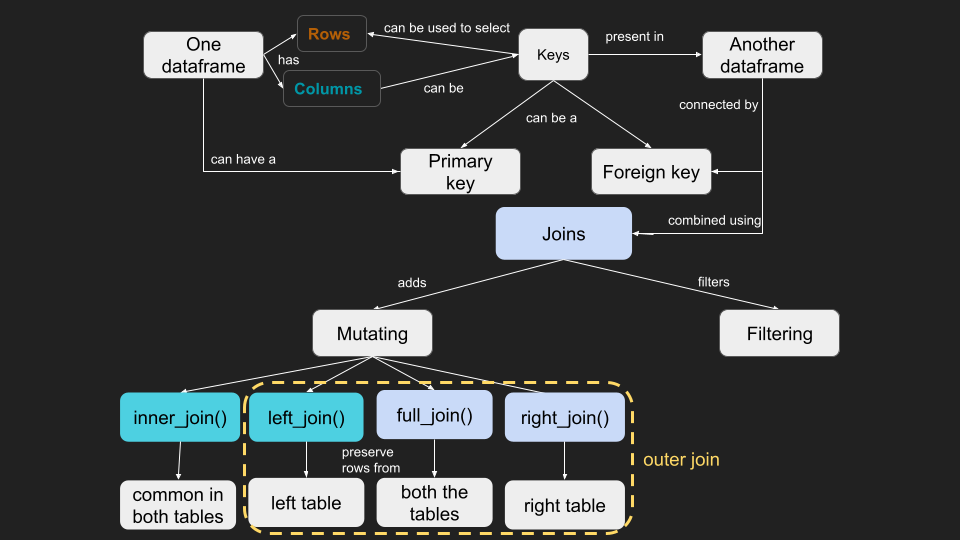 One
dataframe
Rows
has
Columns
can be used to select
can be
Keys
present in
Another
dataframe
connected by
can be a
can have a
Primary
key
Foreign key
combined using
Joins
adds
filters
Mutating
Filtering
inner_join()
left_join()
full_join()
right_join()
preserve
rows from
outer join
common in
both tables
left table
both the
tables
right table